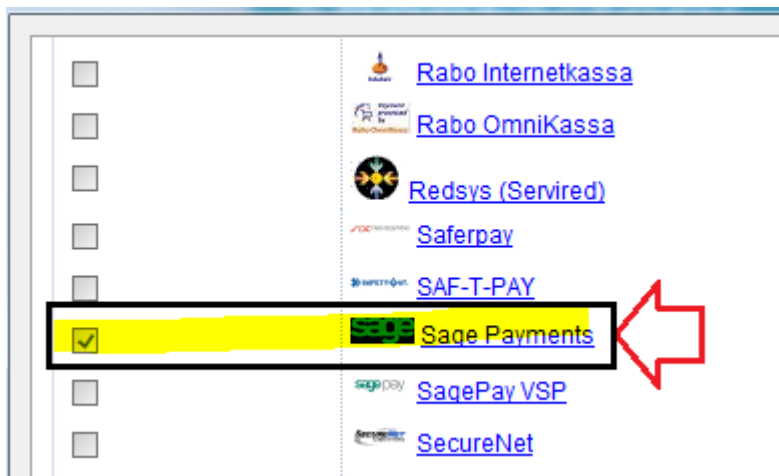 Rabo Internetkassa
Rabo OmniKassa
Redsys (Servired)
Saferpay
SAF-T-PAY
sage Sage Payments
sagepay SagePay VSP
SecureNet